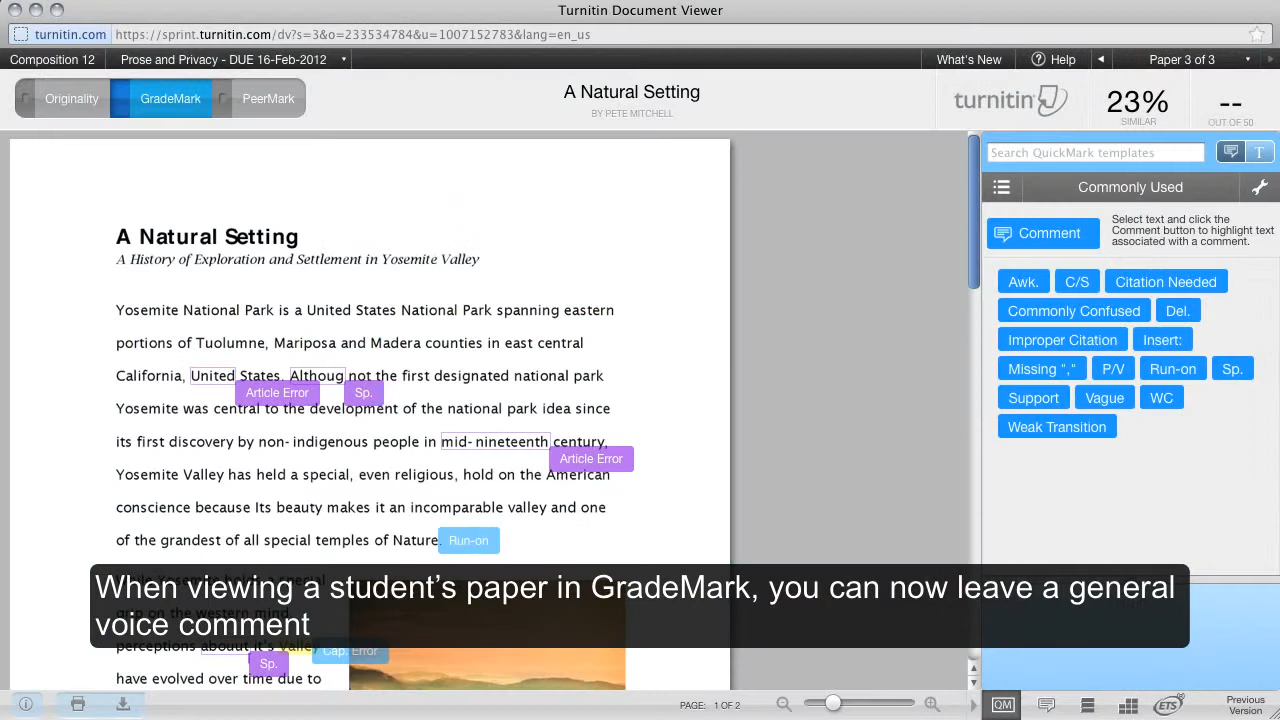 Turnitin Document Viewer
turnitin.com https://sprint.turnitin.com/dv?s=3&o=233534784&u=1007152783&lang=en_us
Composition 12 Prose and Privacy - DUE 16-Feb-2012 What's New Help Paper 3 of 3
Originality GradeMark PeerMark
A Natural Setting
BY PETE MITCHELL
turnitin
23%
SIMILAR
--
OUT OF 50
Search QuickMark templates T
Commonly Used
Comment
Select text and click the
Comment button to highlight text
associated with a comment.
Awk. C/S Citation Needed
Commonly Confused Del.
Improper Citation Insert:
Missing "," P/V Run-on Sp.
Support Vague WC
Weak Transition
A Natural Setting
A History of Exploration and Settlement in Yosemite Valley
Yosemite National Park is a United States National Park spanning eastern
portions of Tuolumne, Mariposa and Madera counties in east central
California, United States. Althoug not the first designated national park
Article Error Sp.
Yosemite was central to the development of the national park idea since
its first discovery by non- indigenous people in mid- nineteenth century,
Article Error
Yosemite Valley has held a special, even religious, hold on the American
conscience because Its beauty makes it an incomparable valley and one
of the grandest of all special temples of Nature. Run-on
When viewing a student's paper in GradeMark, you can now leave a general
voice comment
perceptions abouut it's Valley
Cap. Error
Sp.
have evolved over time due to
PAGE: 1 OF 2
QM ETS Previous
Version